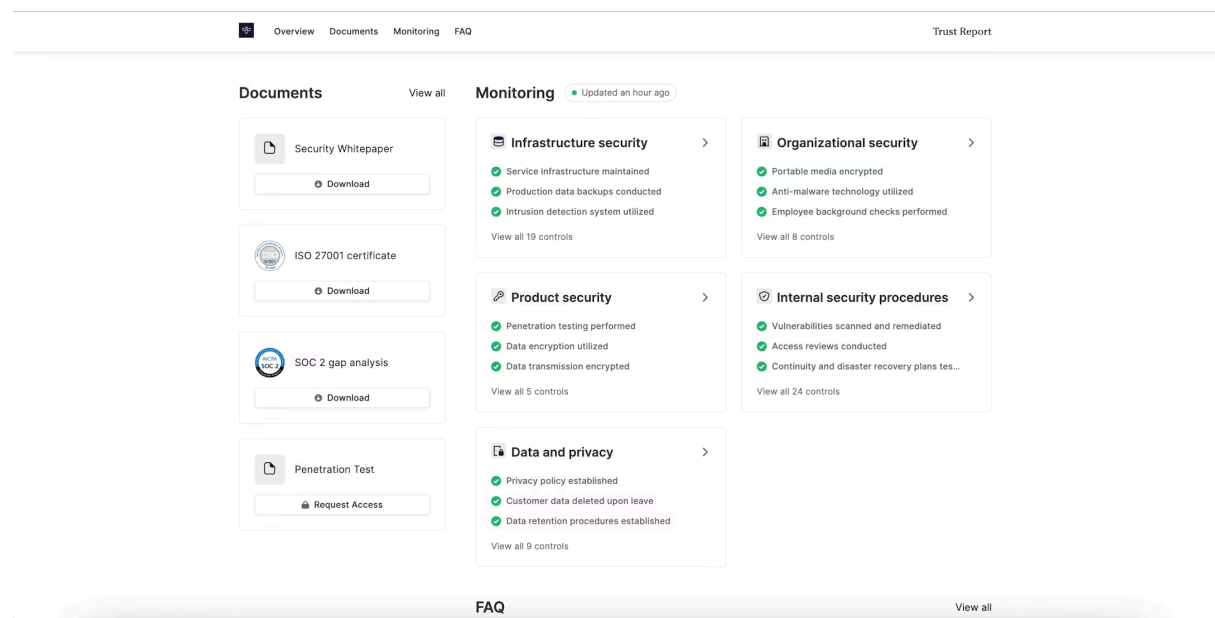 Overview Documents Monitoring FAQ
Trust Report
Documents
View all
Security Whitepaper
Download
ISO 27001 certificate
Download
AICPA
SOC 2
SOC 2 gap analysis
Download
Penetration Test
Request Access
Monitoring
Updated an hour ago
Infrastructure security
Service infrastructure maintained
Production data backups conducted
Intrusion detection system utilized
View all 19 controls
Organizational security
Portable media encrypted
Anti-malware technology utilized
Employee background checks performed
View all 8 controls
Product security
Penetration testing performed
Data encryption utilized
Data transmission encrypted
View all 5 controls
Internal security procedures
Vulnerabilities scanned and remediated
Access reviews conducted
Continuity and disaster recovery plans tes...
View all 24 controls
Data and privacy
Privacy policy established
Customer data deleted upon leave
Data retention procedures established
View all 9 controls
FAQ
View all